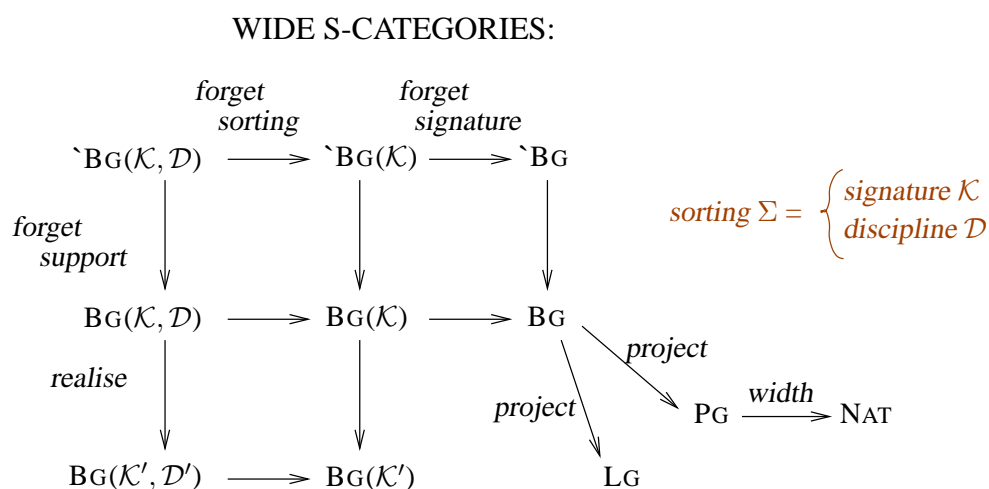 WIDE S-CATEGORIES:
forget forget
sorting signature
`BG(𝒦, 𝒟) `BG(𝒦) `BG
sorting Σ = { signature 𝒦
discipline 𝒟
forget
support
BG(𝒦, 𝒟) BG(𝒦) BG
realise project
project PG width NAT
BG(𝒦′, 𝒟′) BG(𝒦′) LG